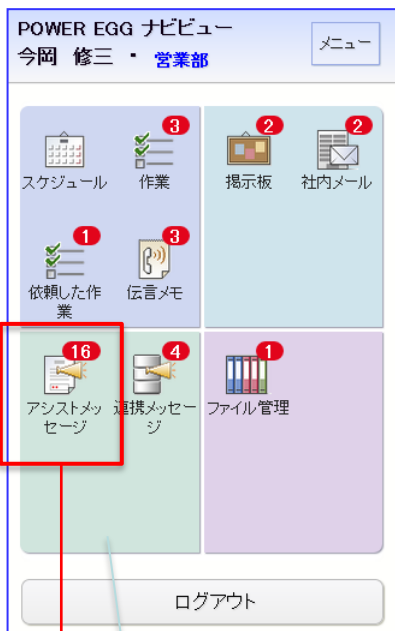 POWER EGG ナビビュー
今岡　修三 ・ 営業部
メニュー
3
2
2
スケジュール
作業
掲示板
社内メール
1
3
依頼した作
業
伝言メモ
16
4
1
アシストメッ
セージ
連携メッセー
ジ
ファイル管理
ログアウト